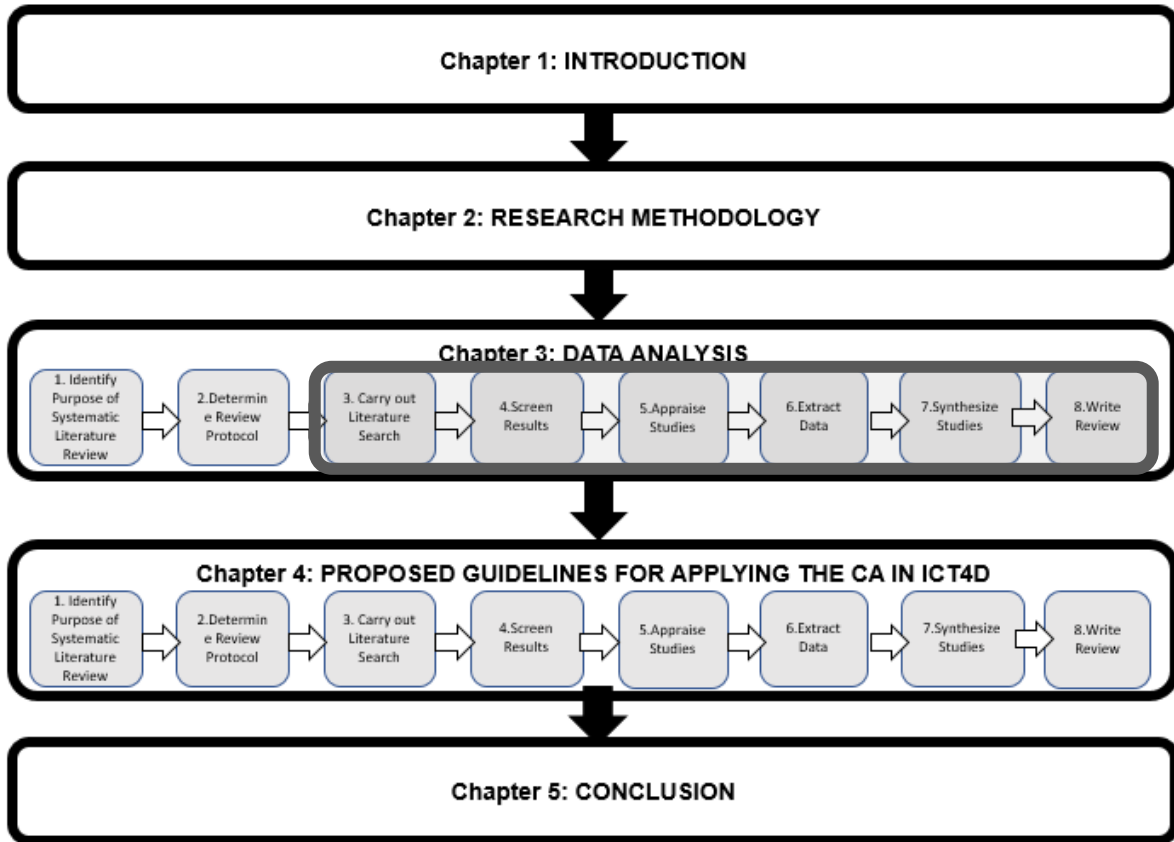 Chapter 1: INTRODUCTION
Chapter 2: RESEARCH METHODOLOGY
Chapter 3: DATA ANALYSIS
1. Identify
Purpose of
Systematic
Literature
Review
2.Determin
e Review
Protocol
3. Carry out
Literature
Search
4.Screen
Results
5.Appraise
Studies
6.Extract
Data
7.Synthesize
Studies
8.Write
Review
Chapter 4: PROPOSED GUIDELINES FOR APPLYING THE CA IN ICT4D
1. Identify
Purpose of
Systematic
Literature
Review
2.Determin
e Review
Protocol
3. Carry out
Literature
Search
4.Screen
Results
5.Appraise
Studies
6.Extract
Data
7.Synthesize
Studies
8.Write
Review
Chapter 5: CONCLUSION